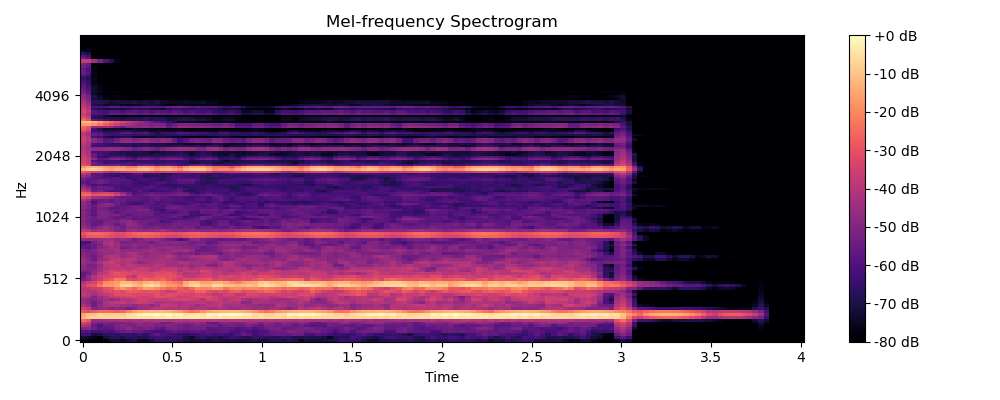 Mel-frequency Spectrogram
+0 dB
-10 dB
-20 dB
-30 dB
-40 dB
-50 dB
-60 dB
-70 dB
-80 dB
4096
2048
1024
512
0
Hz
0 0.5 1 1.5 2 2.5 3 3.5 4
Time